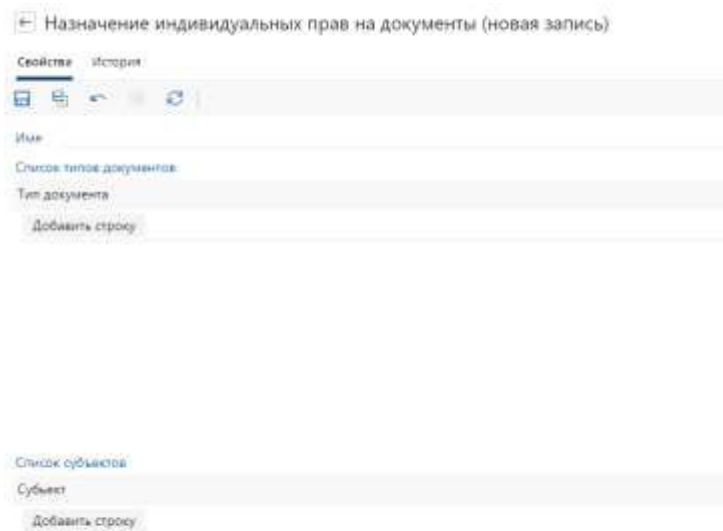 Назначение индивидуальных прав на документы (новая запись)
Свойства История
Имя
Список типов документов
Тип документа
Добавить строку
Список субъектов
Субъект
Добавить строку